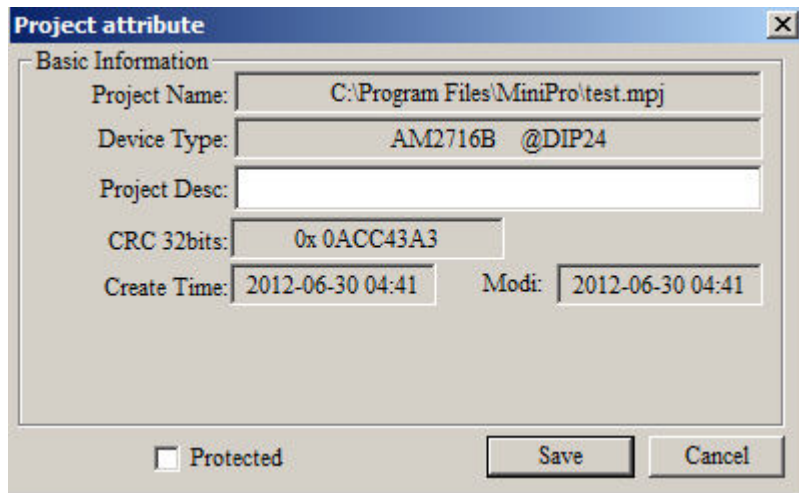 Project attribute
Basic Information
Project Name: C:\Program Files\MiniPro\test.mpj
Device Type: AM2716B @DIP24
Project Desc:
CRC 32bits: 0x 0ACC43A3
Create Time: 2012-06-30 04:41 Modi: 2012-06-30 04:41
Protected Save Cancel